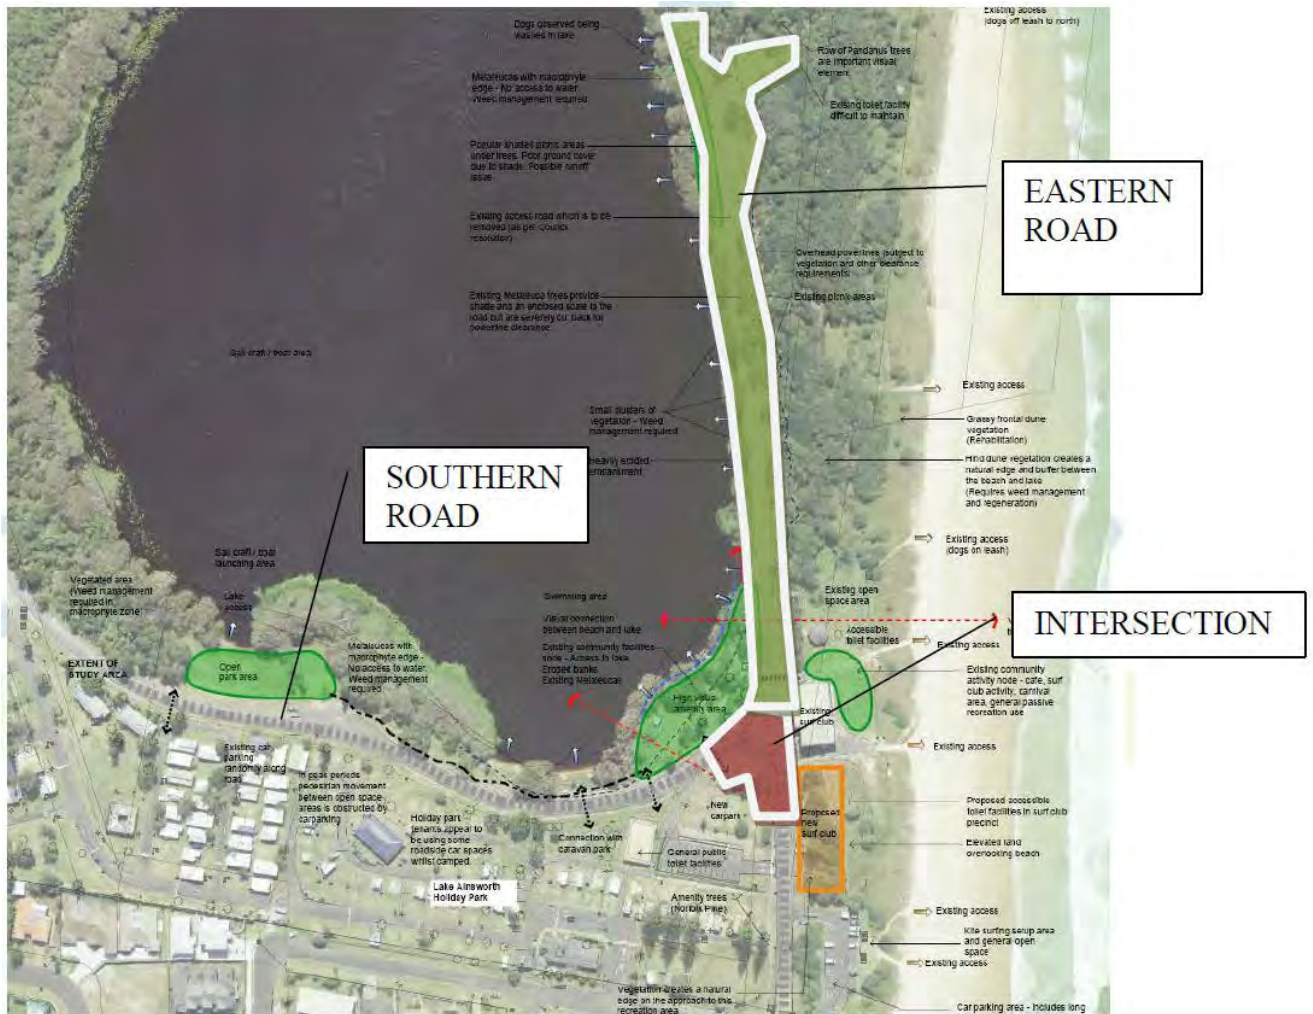 Existing access
(dogs off leash to north)
Dogs observed being
washed in lake
Row of Pandanus trees
are important visual
element
Melaleucas with macrophyte
edge - No access to water
Weed management required
Existing toilet facility
difficult to maintain
Popular shaded picnic areas
under trees. Poor ground cover
due to shade. Possible runoff
issue
EASTERN
ROAD
Existing access road which is to be
removed (as per Council
resolution)
Overhead powerlines (subject to
vegetation and other clearance
requirements)
Existing Melaleuca trees provide
shade and an enclosed scale to the
road but are severely cut back for
powerline clearance
Existing picnic areas
Sail craft / boat area
Existing access
Small clusters of
vegetation - Weed
management required
Grassy frontal dune
vegetation
(Rehabilitation)
Heavily eroded
embankment
Hind dune vegetation creates a
natural edge and buffer between
the beach and lake
(Requires weed management
and regeneration)
SOUTHERN
ROAD
Existing access
(dogs on leash)
Sail craft / boat
launching area
Vegetated area
(Weed management
required in
macrophyte zone)
Lake
access
Swimming area
Existing open
space area
Visual connection
between beach and lake
Accessible
toilet facilities
INTERSECTION
Existing access
Melaleucas with
macrophyte edge -
No access to water.
Weed management
required
Existing community facilities
node - Access to lake
Eroded banks
Existing Melaleucas
EXTENT OF
STUDY AREA
Open
park area
High visual
amenity area
Existing community
activity node - cafe, surf
club activity, carnival
area, general passive
recreation use
Existing
surf club
Existing access
Existing car
parking
randomly along
road
In peak periods
pedestrian movement
between open space
areas is obstructed by
carparking
Holiday park
tenants appear to
be using some
roadside car spaces
whilst camped.
New
carpark
Proposed
new
surf club
Proposed accessible
toilet facilities in surf club
precinct
Connection with
caravan park
General public
toilet facilities
Elevated land
overlooking beach
Lake Ainsworth
Holiday Park
Amenity trees
(Norfolk Pine)
Existing access
Kite surfing setup area
and general open
space
Existing access
Vegetation creates a natural
edge on the approach to this
recreation area
Car parking area - includes long